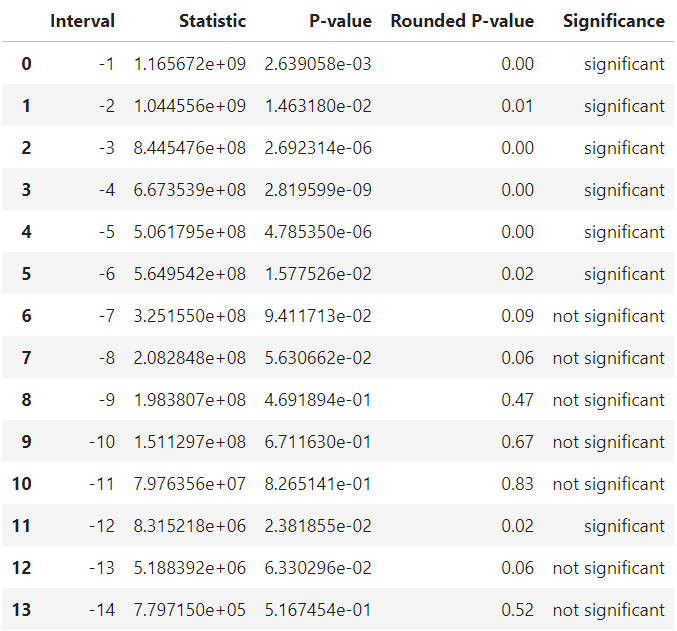 Interval Statistic P-value Rounded P-value Significance
0 -1 1.165672e+09 2.639058e-03 0.00 significant
1 -2 1.044556e+09 1.463180e-02 0.01 significant
2 -3 8.445476e+08 2.692314e-06 0.00 significant
3 -4 6.673539e+08 2.819599e-09 0.00 significant
4 -5 5.061795e+08 4.785350e-06 0.00 significant
5 -6 5.649542e+08 1.577526e-02 0.02 significant
6 -7 3.251550e+08 9.411713e-02 0.09 not significant
7 -8 2.082848e+08 5.630662e-02 0.06 not significant
8 -9 1.983807e+08 4.691894e-01 0.47 not significant
9 -10 1.511297e+08 6.711630e-01 0.67 not significant
10 -11 7.976356e+07 8.265141e-01 0.83 not significant
11 -12 8.315218e+06 2.381855e-02 0.02 significant
12 -13 5.188392e+06 6.330296e-02 0.06 not significant
13 -14 7.797150e+05 5.167454e-01 0.52 not significant